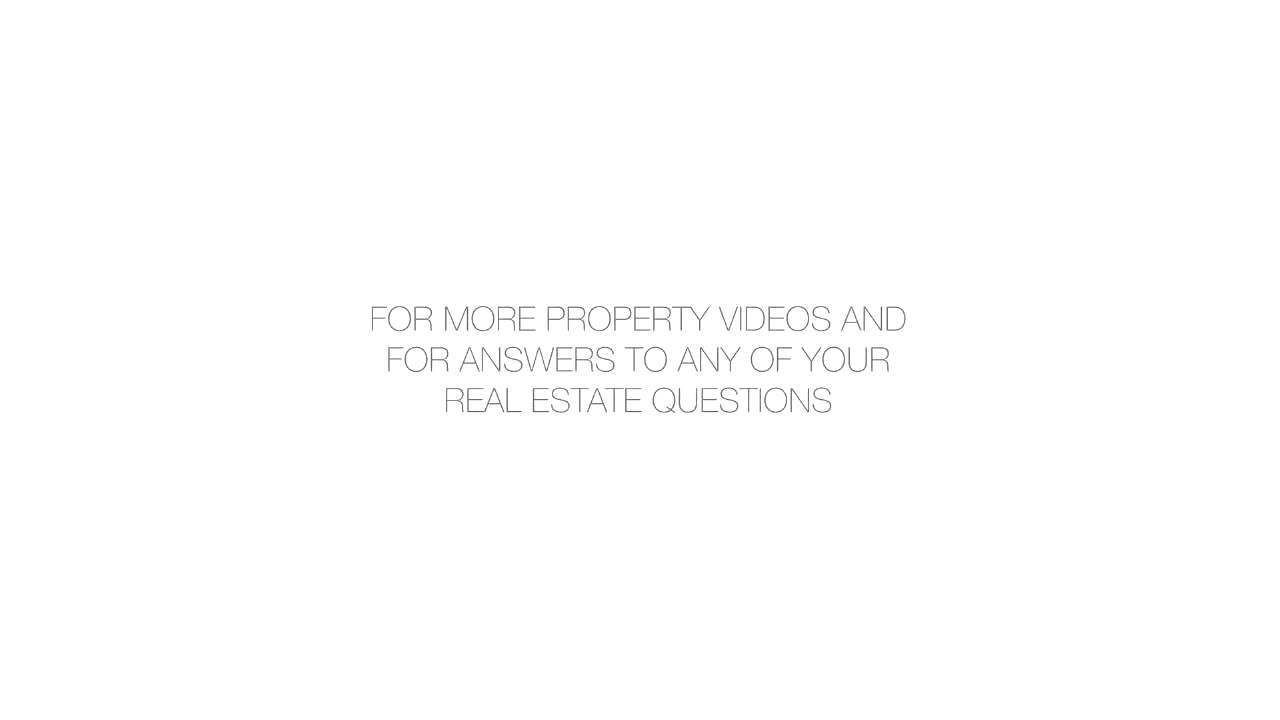 FOR MORE PROPERTY VIDEOS AND
FOR ANSWERS TO ANY OF YOUR
REAL ESTATE QUESTIONS